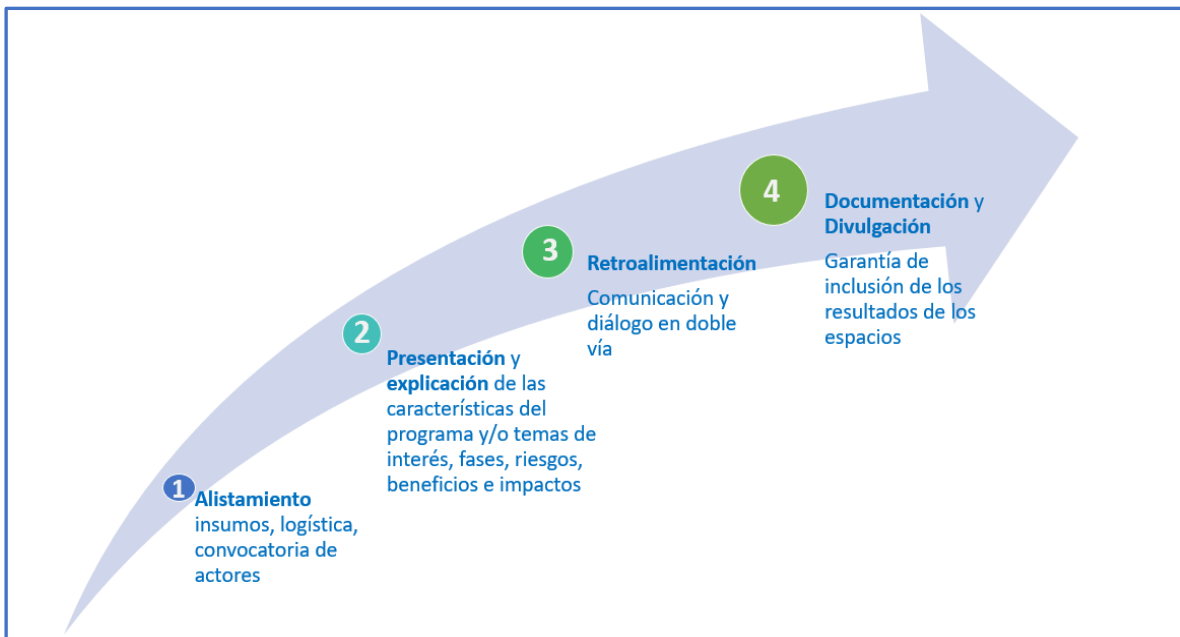 1
Alistamiento
insumos, logística,
convocatoria de
actores
2
Presentación y
explicación de las
características del
programa y/o temas de
interés, fases, riesgos,
beneficios e impactos
3
Retroalimentación
Comunicación y
diálogo en doble
vía
4
Documentación y
Divulgación
Garantía de
inclusión de los
resultados de los
espacios